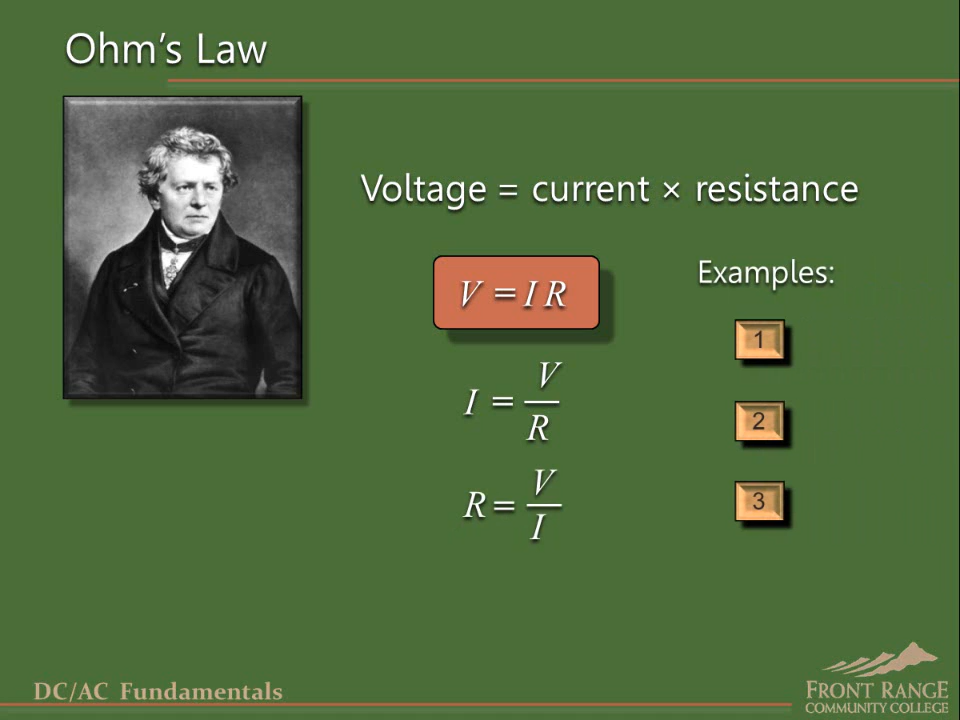 Ohm’s Law
Voltage = current × resistance
V = I R
I = V/R
R = V/I
Examples:
1
2
3
DC/AC Fundamentals
FRONT RANGE
COMMUNITY COLLEGE